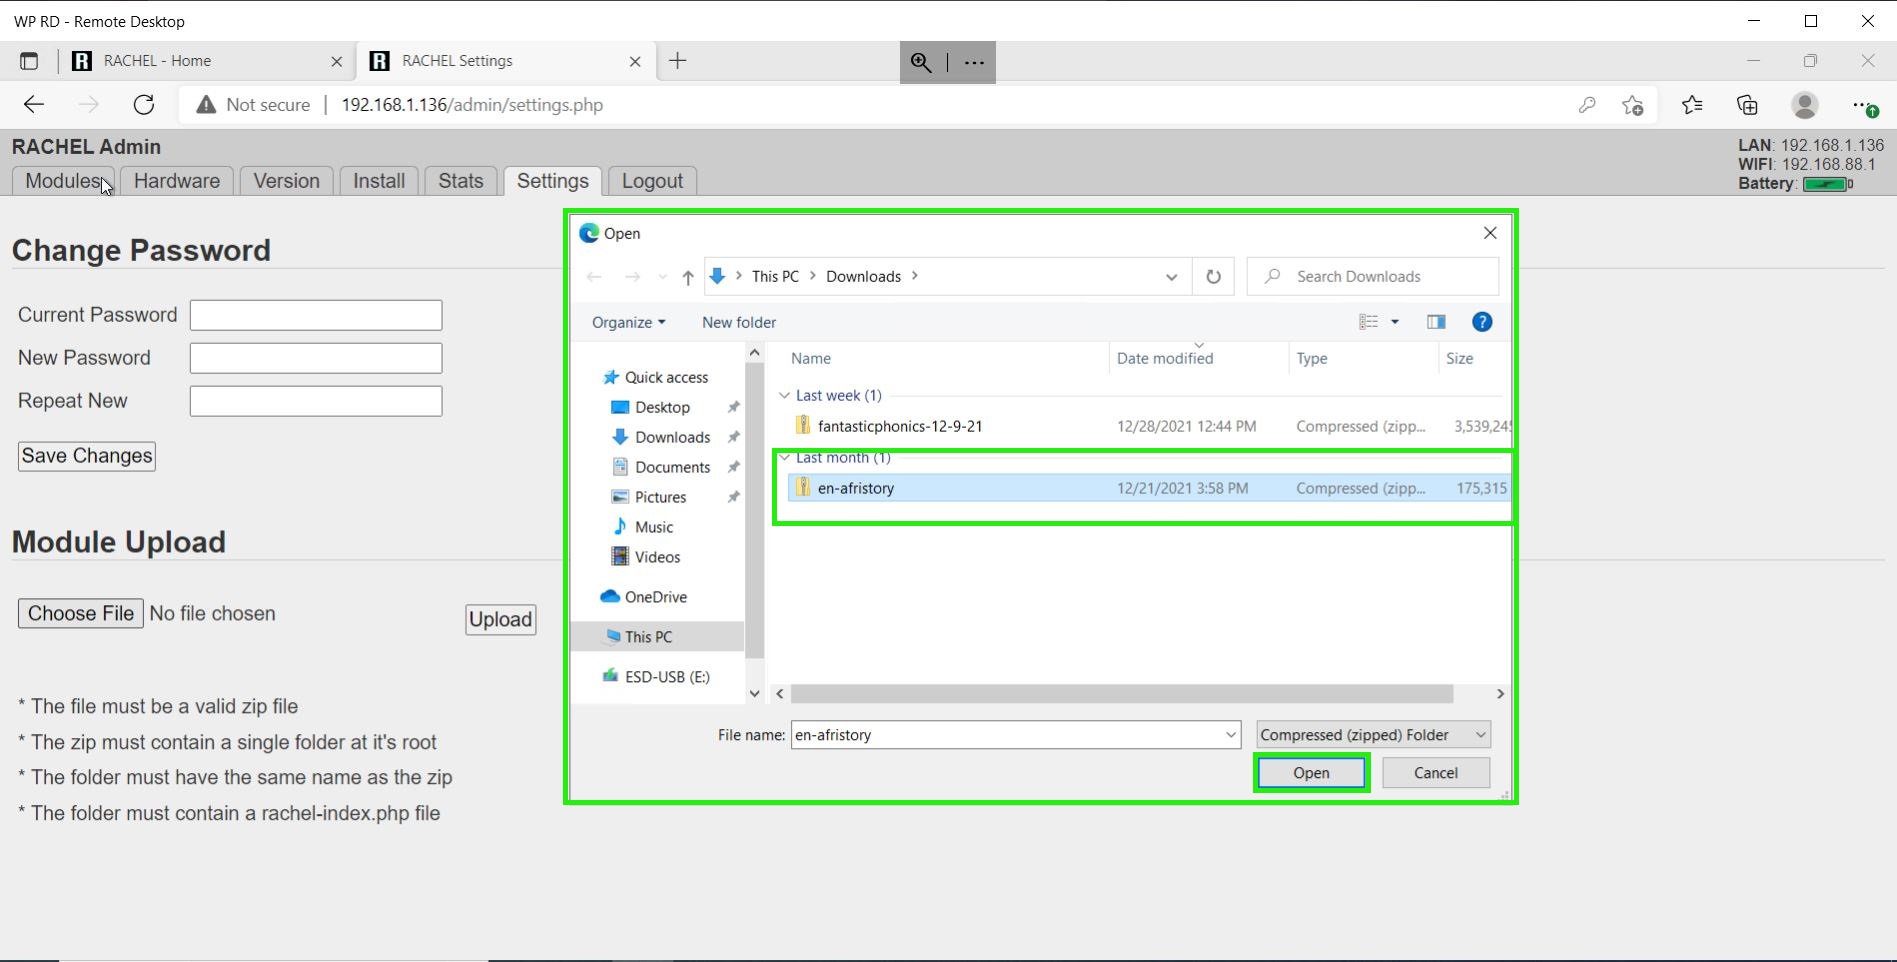 WP RD - Remote Desktop
RACHEL - Home
RACHEL Settings
Not secure
192.168.1.136/admin/settings.php
RACHEL Admin
LAN: 192.168.1.136
WIFI: 192.168.88.1
Battery:
Modules
Hardware
Version
Install
Stats
Settings
Logout
Change Password
Current Password
New Password
Repeat New
Save Changes
Module Upload
Choose File No file chosen
Upload
* The file must be a valid zip file
* The zip must contain a single folder at it's root
* The folder must have the same name as the zip
* The folder must contain a rachel-index.php file
Open
This PC > Downloads >
Search Downloads
Organize
New folder
Quick access
Desktop
Downloads
Documents
Pictures
Music
Videos
OneDrive
This PC
ESD-USB (E:)
Name Date modified Type Size
Last week (1)
fantasticphonics-12-9-21 12/28/2021 12:44 PM Compressed (zipp... 3,539,24
Last month (1)
en-afristory 12/21/2021 3:58 PM Compressed (zipp... 175,315
File name: en-afristory
Compressed (zipped) Folder
Open
Cancel